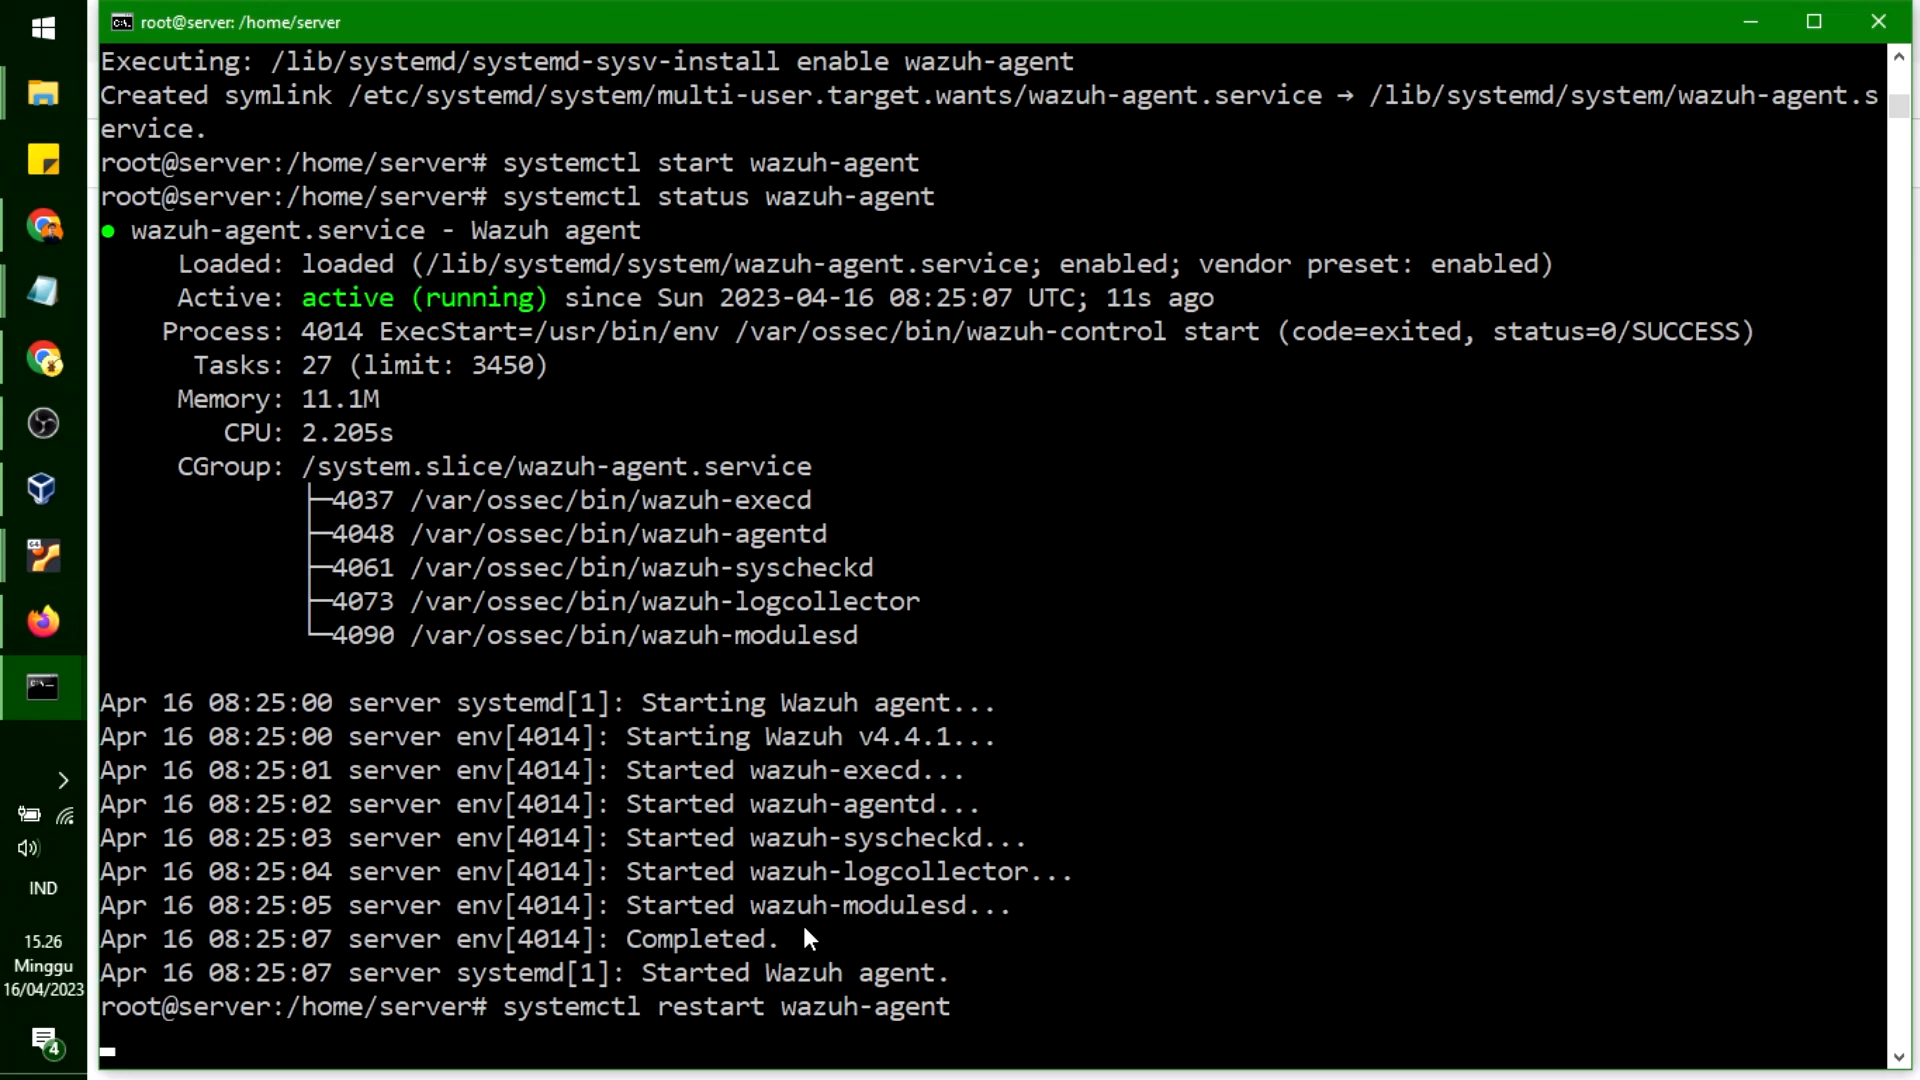 root@server: /home/server
Executing: /lib/systemd/systemd-sysv-install enable wazuh-agent
Created symlink /etc/systemd/system/multi-user.target.wants/wazuh-agent.service → /lib/systemd/system/wazuh-agent.s
ervice.
root@server:/home/server# systemctl start wazuh-agent
root@server:/home/server# systemctl status wazuh-agent
● wazuh-agent.service - Wazuh agent
Loaded: loaded (/lib/systemd/system/wazuh-agent.service; enabled; vendor preset: enabled)
Active: active (running) since Sun 2023-04-16 08:25:07 UTC; 11s ago
Process: 4014 ExecStart=/usr/bin/env /var/ossec/bin/wazuh-control start (code=exited, status=0/SUCCESS)
Tasks: 27 (limit: 3450)
Memory: 11.1M
CPU: 2.205s
CGroup: /system.slice/wazuh-agent.service
├─4037 /var/ossec/bin/wazuh-execd
├─4048 /var/ossec/bin/wazuh-agentd
├─4061 /var/ossec/bin/wazuh-syscheckd
├─4073 /var/ossec/bin/wazuh-logcollector
└─4090 /var/ossec/bin/wazuh-modulesd
Apr 16 08:25:00 server systemd[1]: Starting Wazuh agent...
Apr 16 08:25:00 server env[4014]: Starting Wazuh v4.4.1...
Apr 16 08:25:01 server env[4014]: Started wazuh-execd...
Apr 16 08:25:02 server env[4014]: Started wazuh-agentd...
Apr 16 08:25:03 server env[4014]: Started wazuh-syscheckd...
Apr 16 08:25:04 server env[4014]: Started wazuh-logcollector...
Apr 16 08:25:05 server env[4014]: Started wazuh-modulesd...
Apr 16 08:25:07 server env[4014]: Completed.
Apr 16 08:25:07 server systemd[1]: Started Wazuh agent.
root@server:/home/server# systemctl restart wazuh-agent
IND
15.26
Minggu
16/04/2023
4